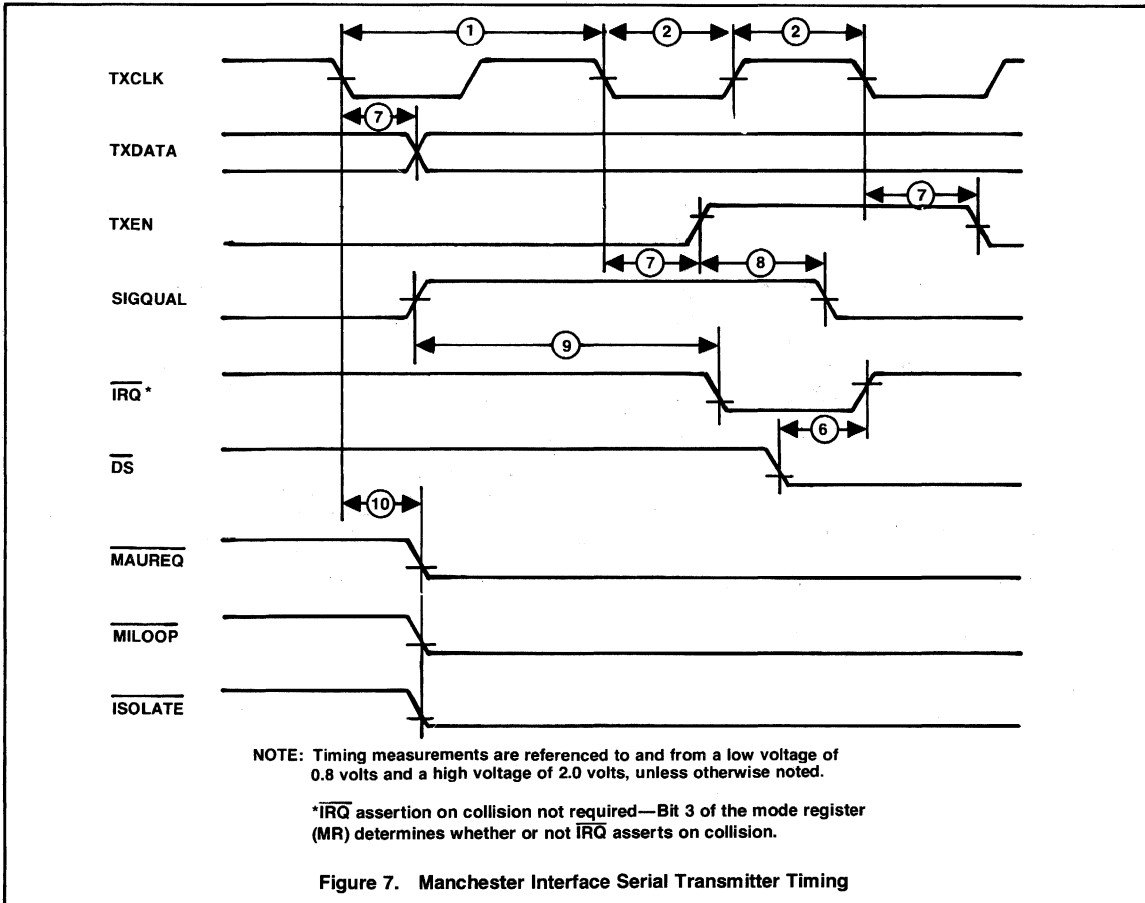 1
2
2
TXCLK
7
TXDATA
TXEN
7
7
8
SIGQUAL
9
IRQ *
6
DS
10
MAUREQ
MILOOP
ISOLATE
NOTE: Timing measurements are referenced to and from a low voltage of
0.8 volts and a high voltage of 2.0 volts, unless otherwise noted.
*IRQ assertion on collision not required—Bit 3 of the mode register
(MR) determines whether or not IRQ asserts on collision.
Figure 7. Manchester Interface Serial Transmitter Timing